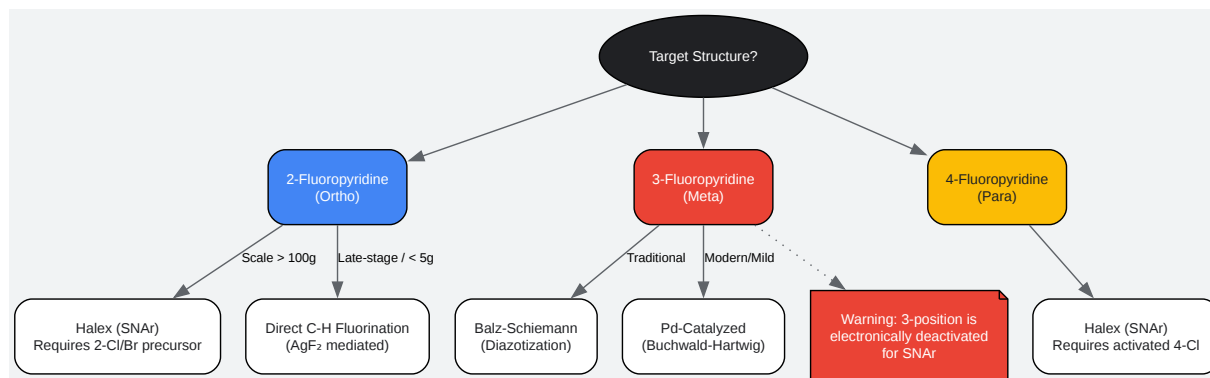 Target Structure?
2-Fluoropyridine
(Ortho)
3-Fluoropyridine
(Meta)
4-Fluoropyridine
(Para)
Scale > 100g
Late-stage / < 5g
Traditional
Modern/Mild
Halex (SNAr)
Requires 2-Cl/Br precursor
Direct C-H Fluorination
(AgF₂ mediated)
Balz-Schiemann
(Diazotization)
Pd-Catalyzed
(Buchwald-Hartwig)
Warning: 3-position is
electronically deactivated
for SNAr
Halex (SNAr)
Requires activated 4-Cl